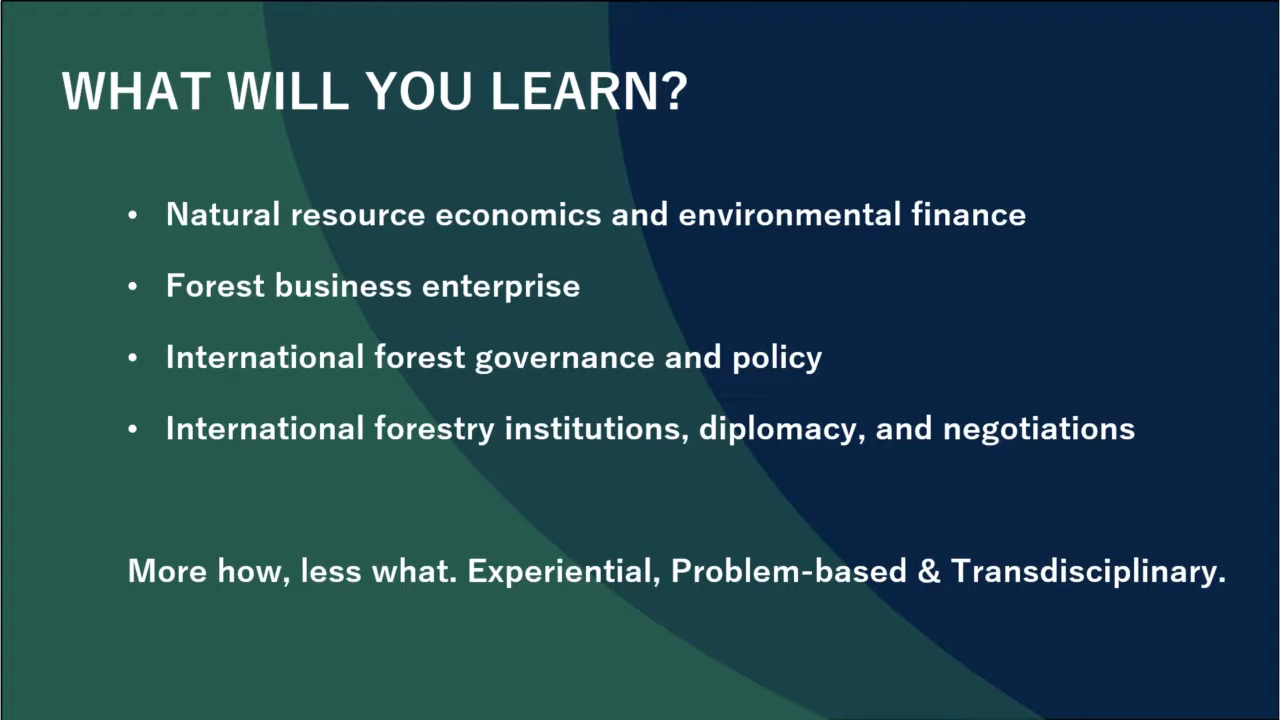 WHAT WILL YOU LEARN?
• Natural resource economics and environmental finance
• Forest business enterprise
• International forest governance and policy
• International forestry institutions, diplomacy, and negotiations
More how, less what. Experiential, Problem-based & Transdisciplinary.